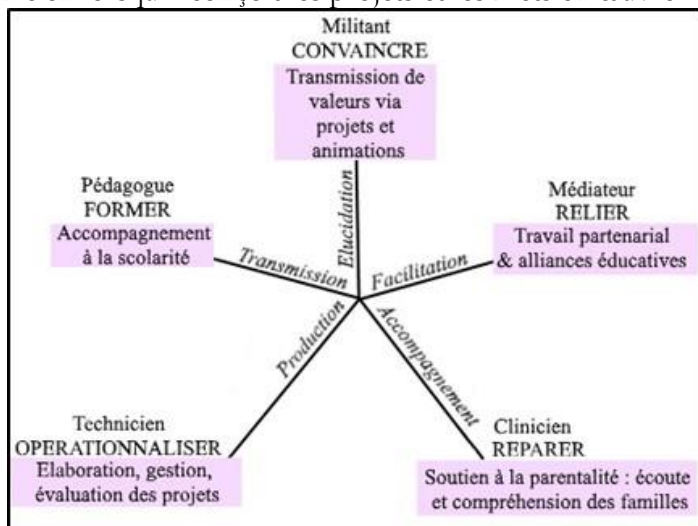 Militant
CONVAINCRE
Transmission de
valeurs via
projets et
animations
Pédagogue
FORMER
Accompagnement
à la scolarité
Médiateur
RELIER
Travail partenarial
& alliances éducatives
Elucidation
Transmission
Facilitation
Production
Accompagnement
Technicien
OPERATIONNALISER
Elaboration, gestion,
évaluation des projets
Clinicien
REPARER
Soutien à la parentalité : écoute
et compréhension des familles